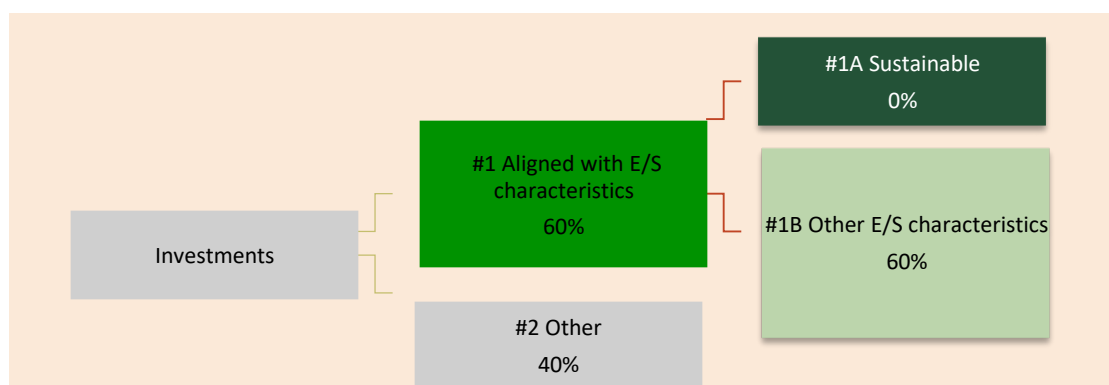 #1A Sustainable
0%
#1 Aligned with E/S
characteristics
60%
#1B Other E/S characteristics
60%
Investments
#2 Other
40%